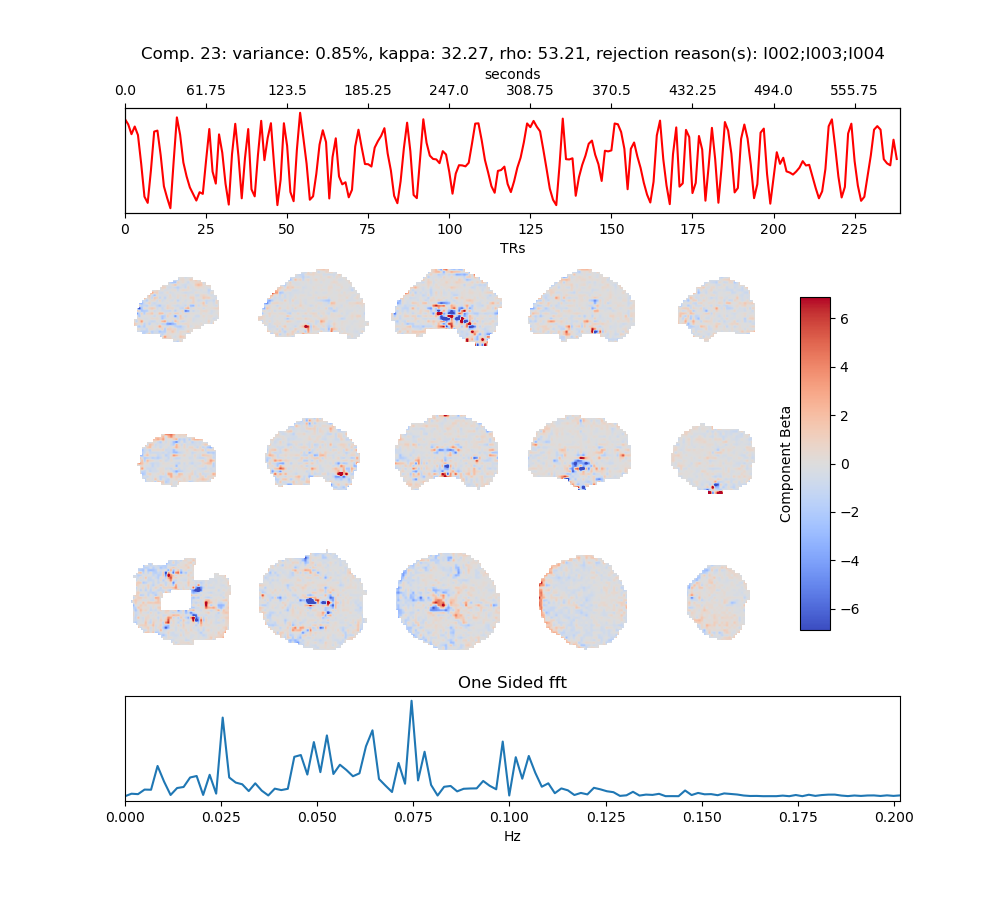 Comp. 23: variance: 0.85%, kappa: 32.27, rho: 53.21, rejection reason(s): I002;I003;I004
seconds
0.0 61.75 123.5 185.25 247.0 308.75 370.5 432.25 494.0 555.75
0 25 50 75 100 125 150 175 200 225
TRs
6
4
2
0
−2
−4
−6
Component Beta
One Sided fft
0.000 0.025 0.050 0.075 0.100 0.125 0.150 0.175 0.200
Hz